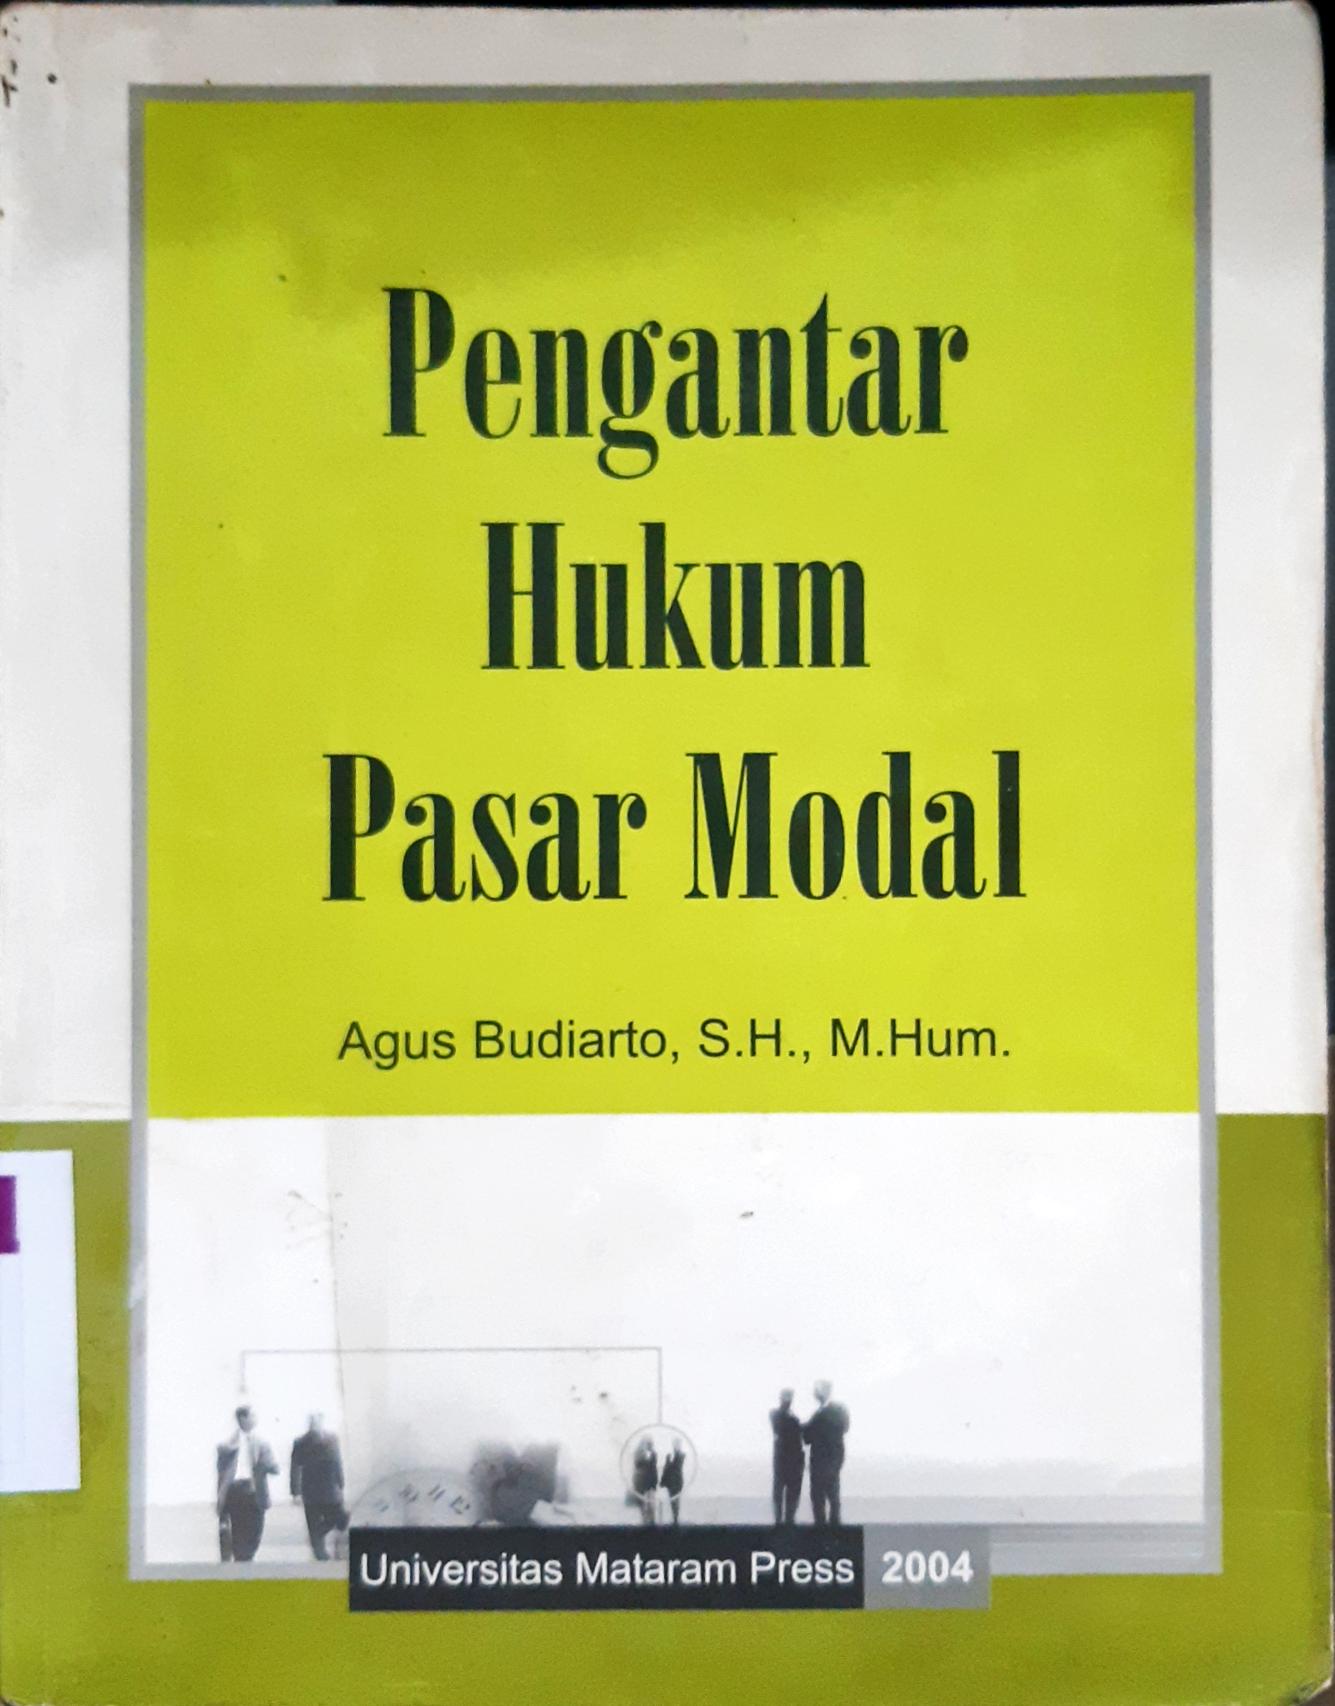 Pengantar
Hukum
Pasar Modal
Agus Budiarto, S.H., M.Hum.
Universitas Mataram Press 2004